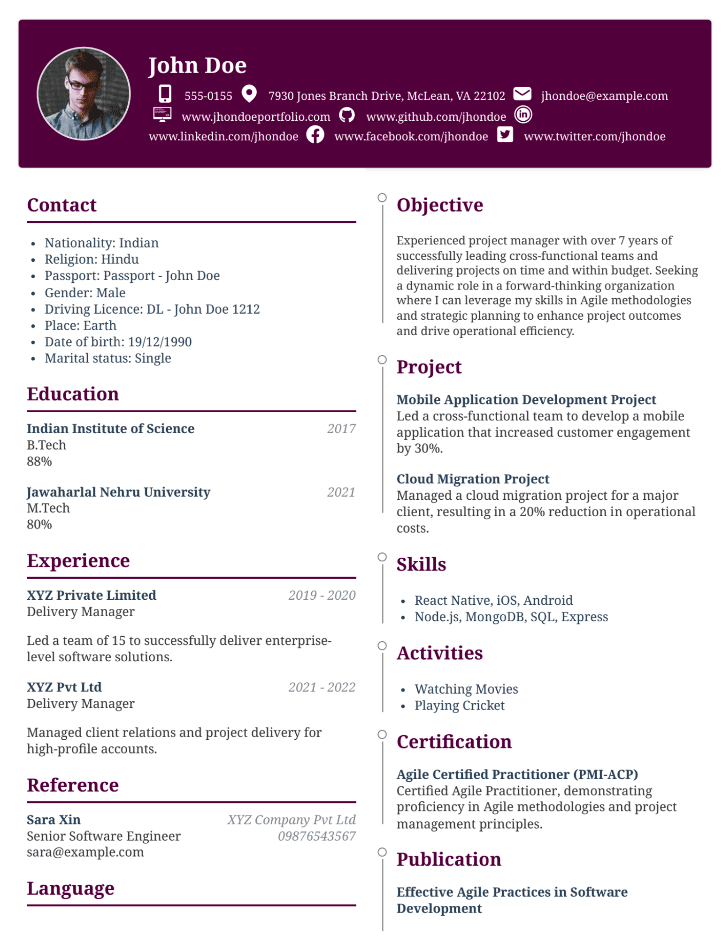 John Doe
555-0155 7930 Jones Branch Drive, McLean, VA 22102 jhondoe@example.com
www.jhondoeportfolio.com www.github.com/jhondoe
www.linkedin.com/jhondoe www.facebook.com/jhondoe www.twitter.com/jhondoe
Contact
Nationality: Indian
Religion: Hindu
Passport: Passport - John Doe
Gender: Male
Driving Licence: DL - John Doe 1212
Place: Earth
Date of birth: 19/12/1990
Marital status: Single
Education
Indian Institute of Science 2017
B.Tech
88%
Jawaharlal Nehru University 2021
M.Tech
80%
Experience
XYZ Private Limited 2019 - 2020
Delivery Manager
Led a team of 15 to successfully deliver enterprise-
level software solutions.
XYZ Pvt Ltd 2021 - 2022
Delivery Manager
Managed client relations and project delivery for
high-profile accounts.
Reference
Sara Xin XYZ Company Pvt Ltd
Senior Software Engineer 09876543567
sara@example.com
Language
Objective
Experienced project manager with over 7 years of
successfully leading cross-functional teams and
delivering projects on time and within budget. Seeking
a dynamic role in a forward-thinking organization
where I can leverage my skills in Agile methodologies
and strategic planning to enhance project outcomes
and drive operational efficiency.
Project
Mobile Application Development Project
Led a cross-functional team to develop a mobile
application that increased customer engagement
by 30%.
Cloud Migration Project
Managed a cloud migration project for a major
client, resulting in a 20% reduction in operational
costs.
Skills
React Native, iOS, Android
Node.js, MongoDB, SQL, Express
Activities
Watching Movies
Playing Cricket
Certification
Agile Certified Practitioner (PMI-ACP)
Certified Agile Practitioner, demonstrating
proficiency in Agile methodologies and project
management principles.
Publication
Effective Agile Practices in Software
Development